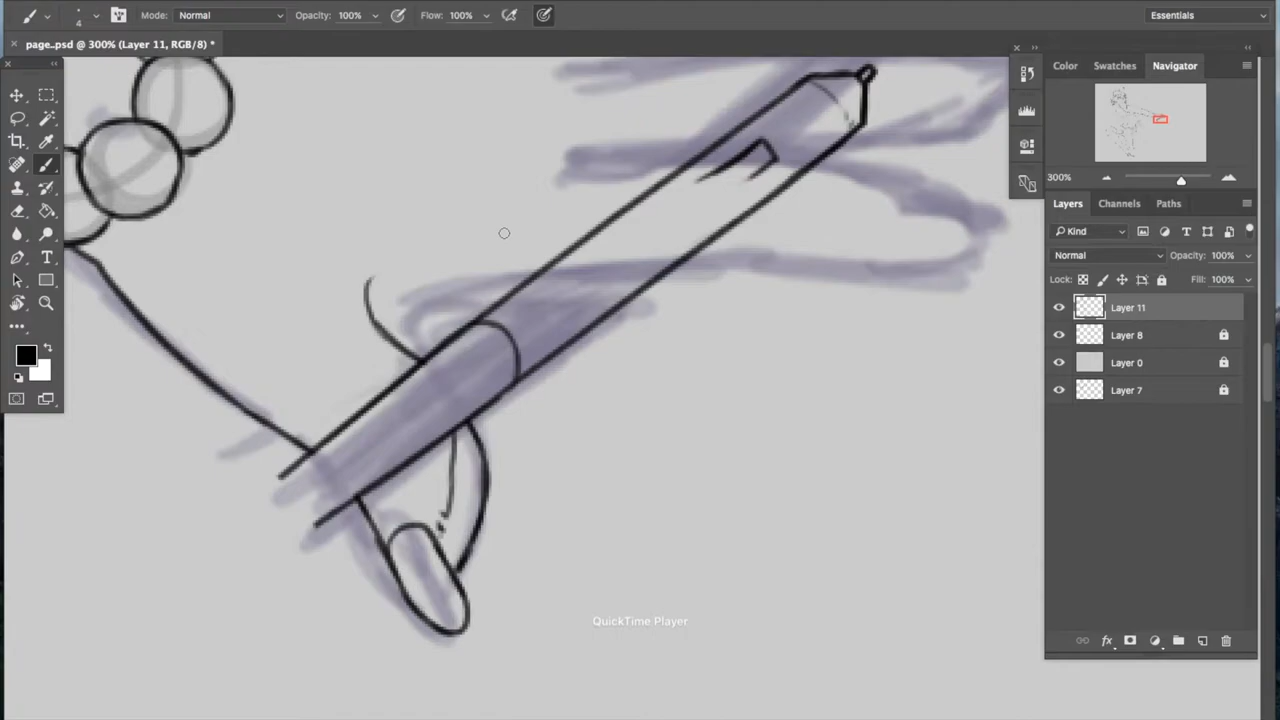 4
Mode: Normal
Opacity: 100%
Flow: 100%
Essentials
page..psd @ 300% (Layer 11, RGB/8) *
Color
Swatches
Navigator
300%
Layers
Channels
Paths
Kind
Normal
Opacity: 100%
Lock:
Fill: 100%
Layer 11
Layer 8
Layer 0
Layer 7
fx
T
QuickTime Player